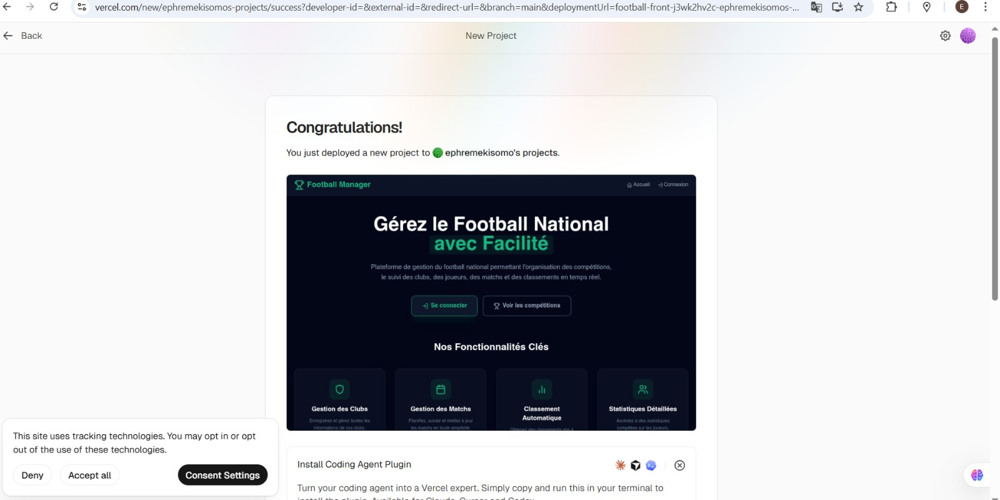 vercel.com/new/ephremekisomos-projects/success?developer-id=&external-id=&redirect-url=&branch=main&deploymentUrl=football-front-j3wk2hv2c-ephremekisomos-...
E
Back
New Project
Congratulations!
You just deployed a new project to ephremekisomo's projects.
Football Manager
Accueil
Connexion
Gérez le Football National
avec Facilité
Plateforme de gestion du football national permettant l'organisation des compétitions,
le suivi des clubs, des joueurs, des matchs et des classements en temps réel.
Se connecter
Voir les compétitions
Nos Fonctionnalités Clés
Gestion des Clubs
Enregistrez et gérez toutes les
informations de vos clubs.
Gestion des Matchs
Planifiez, suivez et mettez à jour
les matchs en toute simplicité.
Classement
Automatique
Obtenez des classements mis à
Statistiques Détaillées
Accédez à des statistiques
complètes sur les joueurs.
Install Coding Agent Plugin
Turn your coding agent into a Vercel expert. Simply copy and run this in your terminal to
install the plugin. Available for Claude, Cursor and Codex.
This site uses tracking technologies. You may opt in or opt
out of the use of these technologies.
Deny
Accept all
Consent Settings